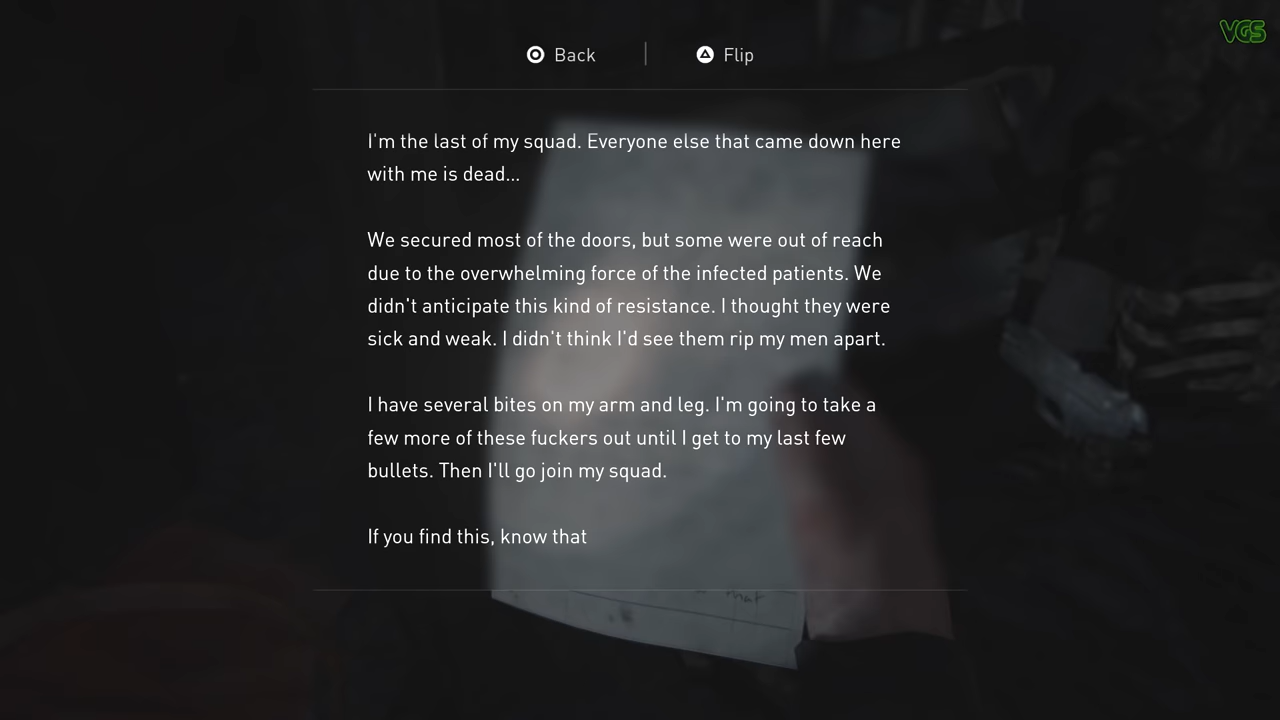 Back | Flip
VGS
I'm the last of my squad. Everyone else that came down here
with me is dead...
We secured most of the doors, but some were out of reach
due to the overwhelming force of the infected patients. We
didn't anticipate this kind of resistance. I thought they were
sick and weak. I didn't think I'd see them rip my men apart.
I have several bites on my arm and leg. I'm going to take a
few more of these fuckers out until I get to my last few
bullets. Then I'll go join my squad.
If you find this, know that
that